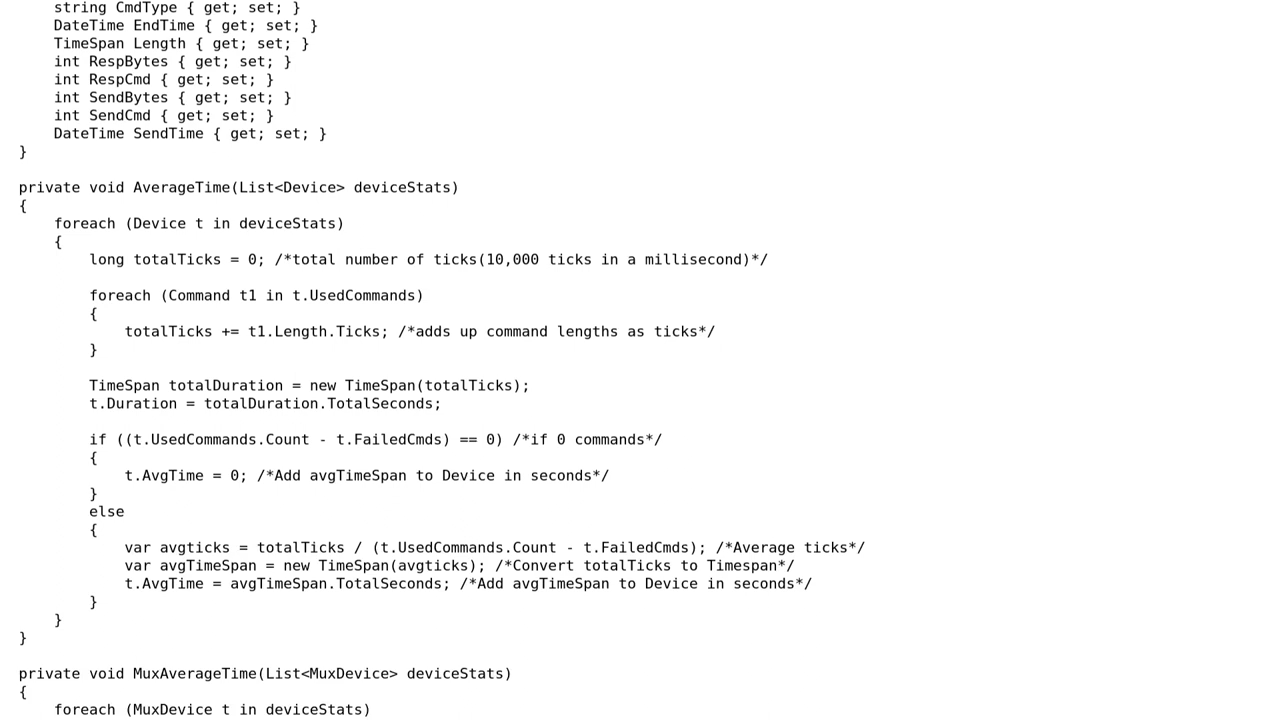 string CmdType { get; set; }
    DateTime EndTime { get; set; }
    TimeSpan Length { get; set; }
    int RespBytes { get; set; }
    int RespCmd { get; set; }
    int SendBytes { get; set; }
    int SendCmd { get; set; }
    DateTime SendTime { get; set; }
}

private void AverageTime(List<Device> deviceStats)
{
    foreach (Device t in deviceStats)
    {
        long totalTicks = 0; /*total number of ticks(10,000 ticks in a millisecond)*/

        foreach (Command t1 in t.UsedCommands)
        {
            totalTicks += t1.Length.Ticks; /*adds up command lengths as ticks*/
        }

        TimeSpan totalDuration = new TimeSpan(totalTicks);
        t.Duration = totalDuration.TotalSeconds;

        if ((t.UsedCommands.Count - t.FailedCmds) == 0) /*if 0 commands*/
        {
            t.AvgTime = 0; /*Add avgTimeSpan to Device in seconds*/
        }
        else
        {
            var avgticks = totalTicks / (t.UsedCommands.Count - t.FailedCmds); /*Average ticks*/
            var avgTimeSpan = new TimeSpan(avgticks); /*Convert totalTicks to Timespan*/
            t.AvgTime = avgTimeSpan.TotalSeconds; /*Add avgTimeSpan to Device in seconds*/
        }
    }
}

private void MuxAverageTime(List<MuxDevice> deviceStats)
{
    foreach (MuxDevice t in deviceStats)